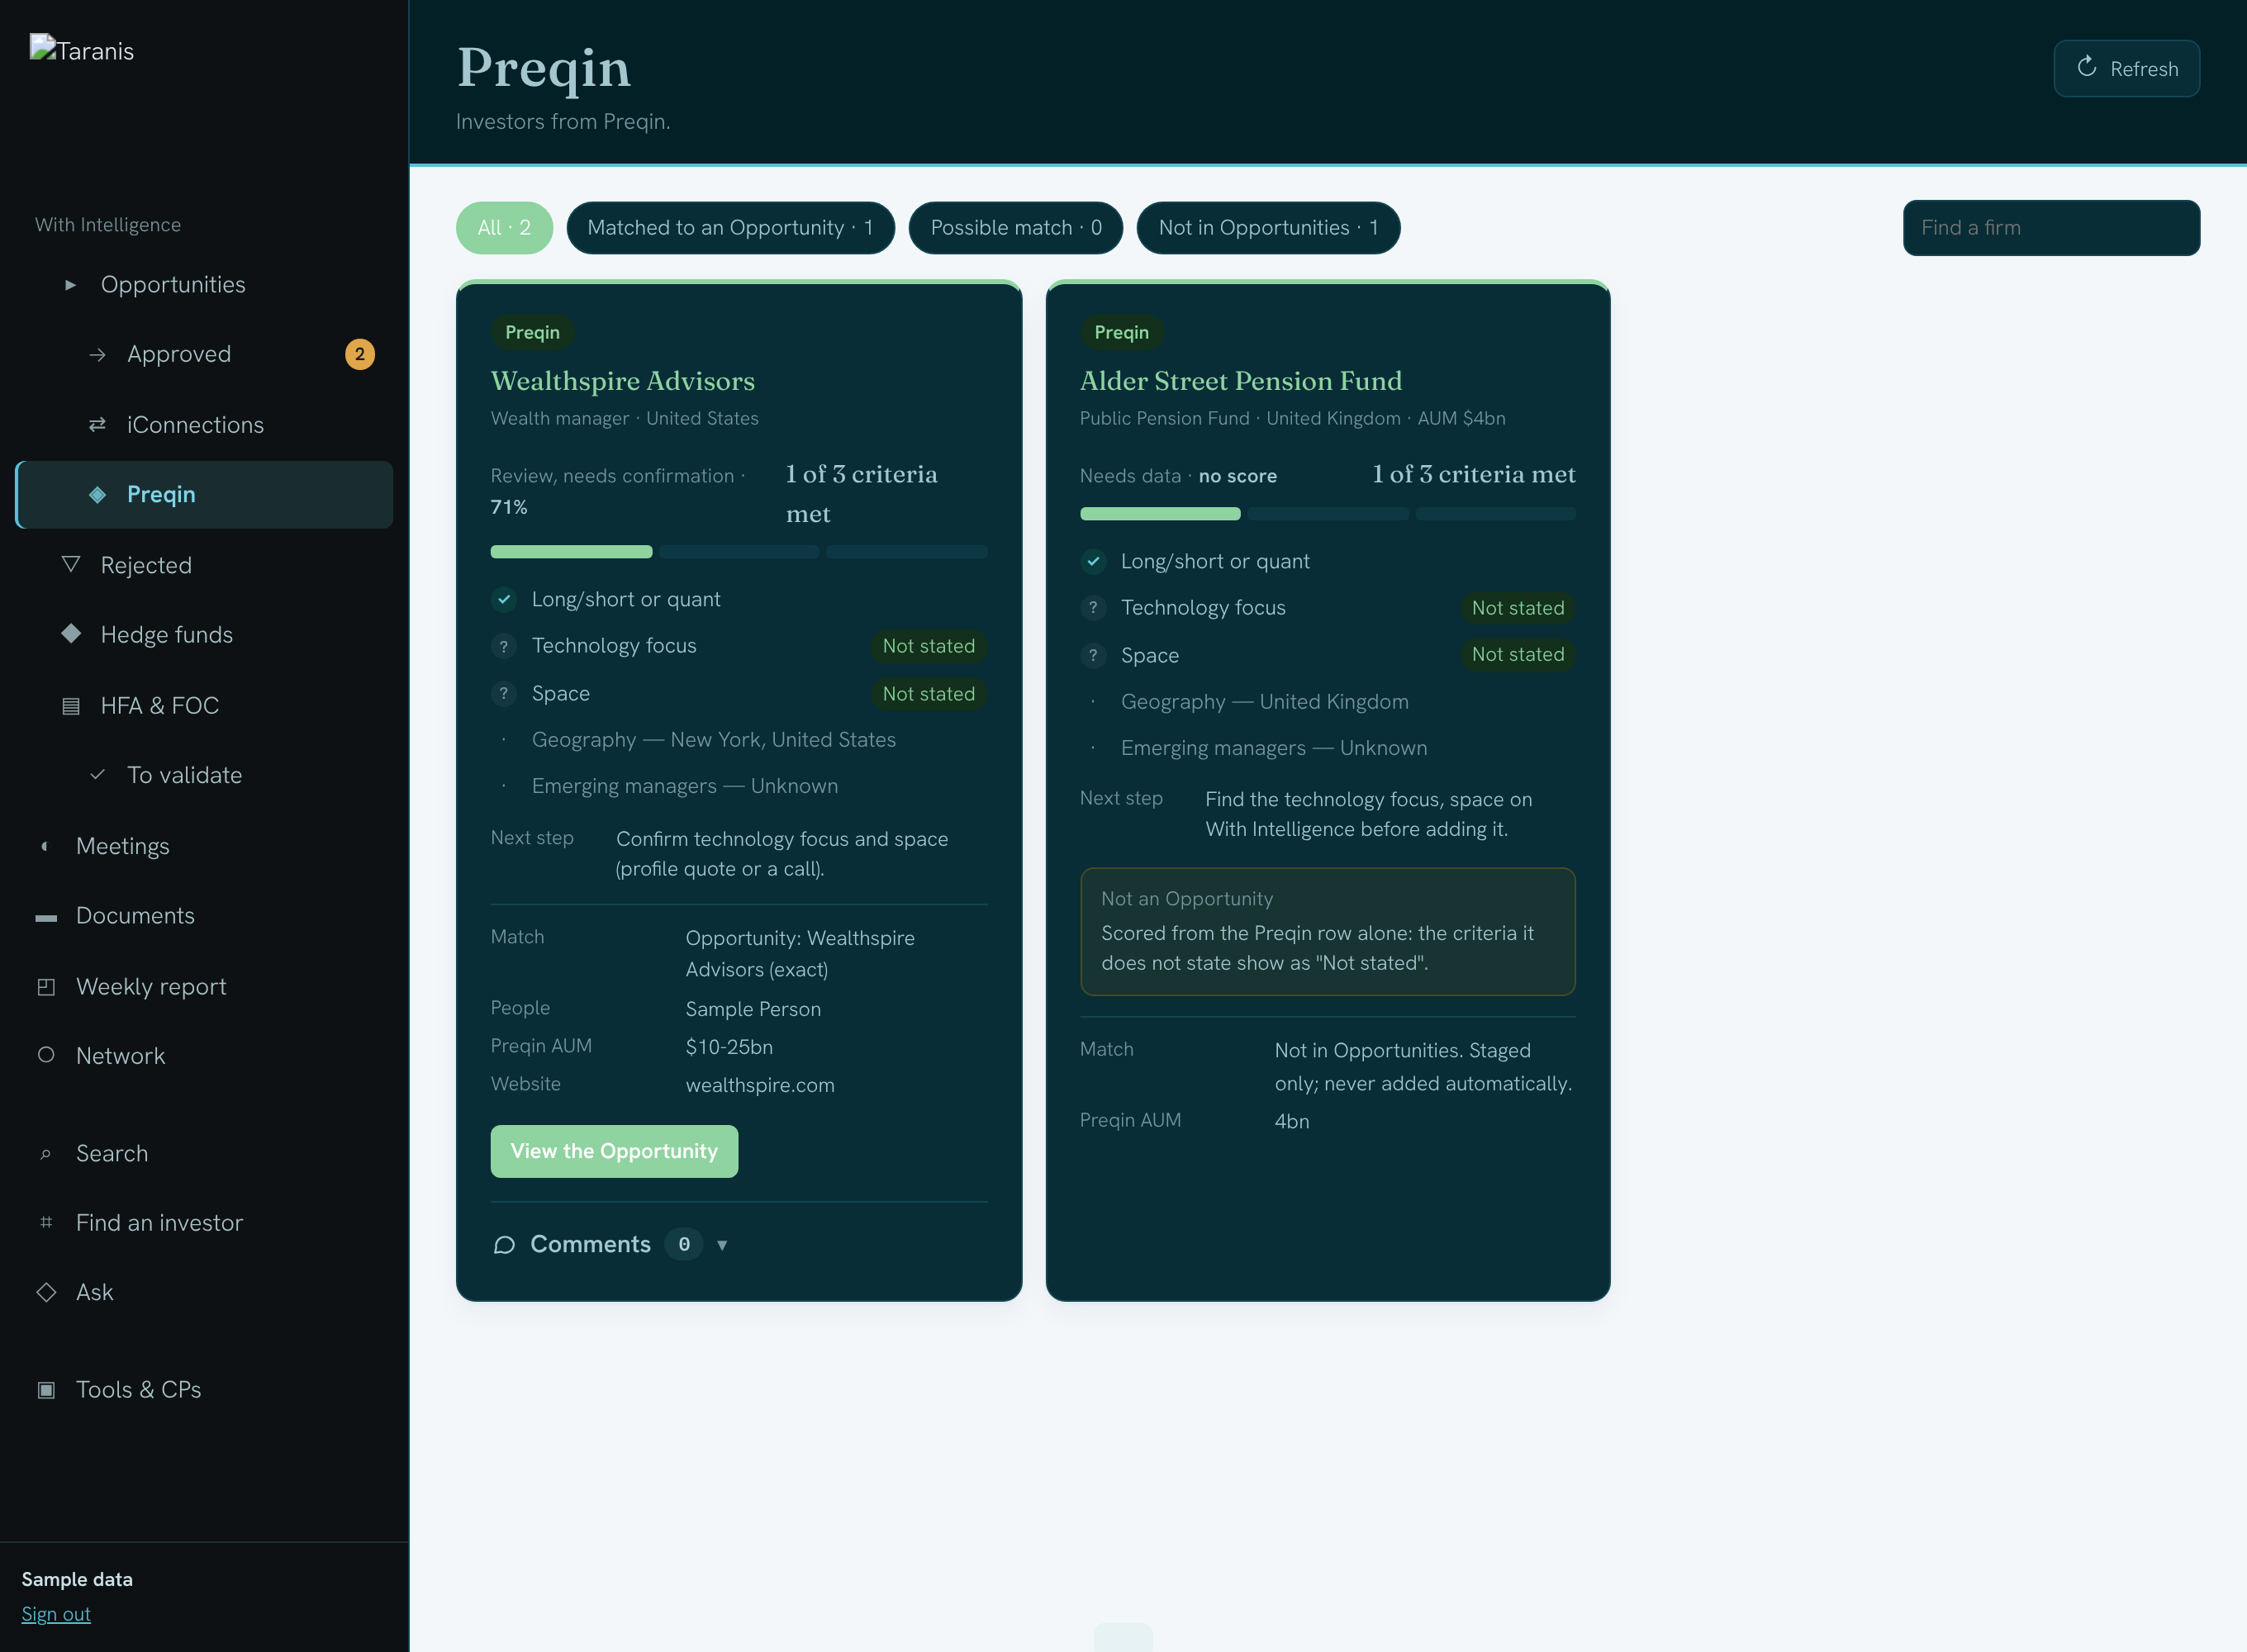 Taranis
With Intelligence
Opportunities
Approved 2
iConnections
Preqin
Rejected
Hedge funds
HFA & FOC
To validate
Meetings
Documents
Weekly report
Network
Search
Find an investor
Ask
Tools & CPs
Sample data
Sign out
Preqin
Investors from Preqin.
Refresh
All · 2
Matched to an Opportunity · 1
Possible match · 0
Not in Opportunities · 1
Find a firm
Preqin
Wealthspire Advisors
Wealth manager · United States
Review, needs confirmation ·
71%
1 of 3 criteria
met
Long/short or quant
? Technology focus Not stated
? Space Not stated
· Geography — New York, United States
· Emerging managers — Unknown
Next step Confirm technology focus and space
(profile quote or a call).
Match Opportunity: Wealthspire
Advisors (exact)
People Sample Person
Preqin AUM $10-25bn
Website wealthspire.com
View the Opportunity
Comments 0
Preqin
Alder Street Pension Fund
Public Pension Fund · United Kingdom · AUM $4bn
Needs data · no score 1 of 3 criteria met
Long/short or quant
? Technology focus Not stated
? Space Not stated
· Geography — United Kingdom
· Emerging managers — Unknown
Next step Find the technology focus, space on
With Intelligence before adding it.
Not an Opportunity
Scored from the Preqin row alone: the criteria it
does not state show as "Not stated".
Match Not in Opportunities. Staged
only; never added automatically.
Preqin AUM 4bn